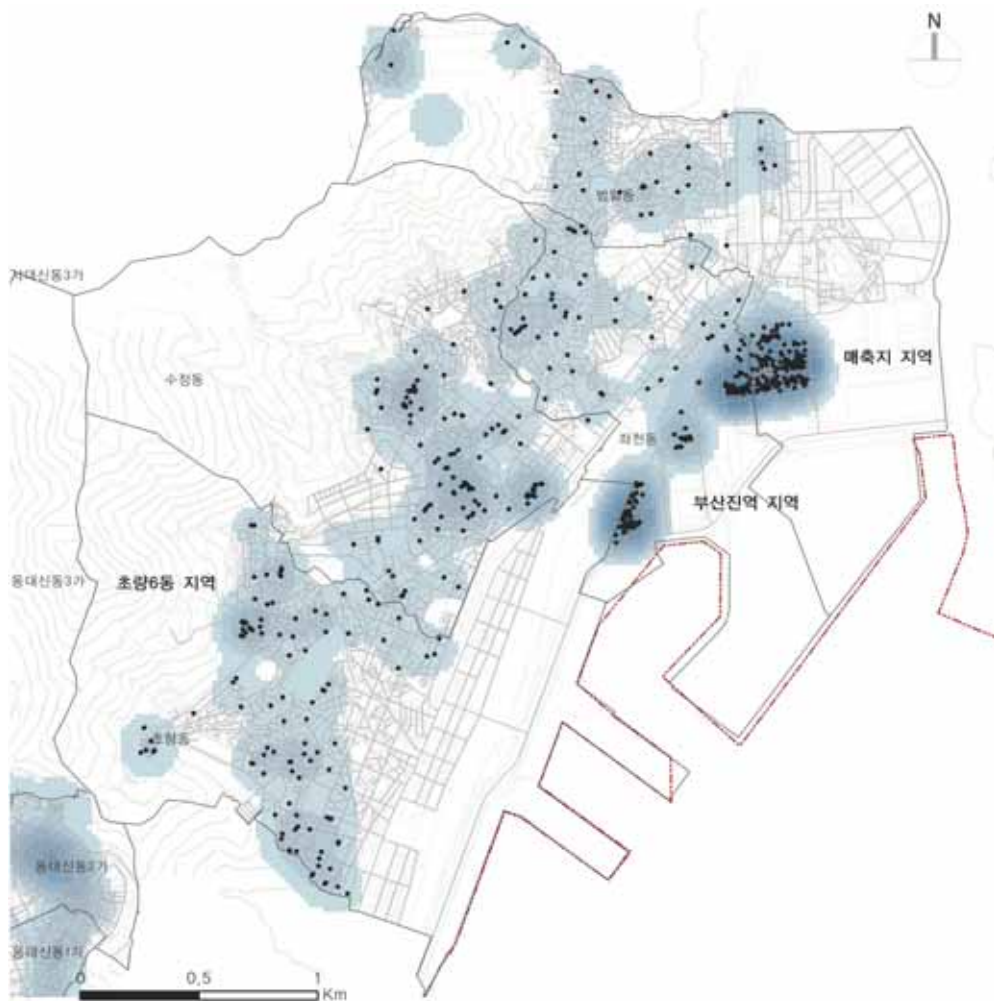 N
범일동
서대신동3가
매축지 지역
수정동
좌천동
부산진역 지역
초량6동 지역
동대신동3가
초량동
동대신동2가
동대신동1가
0 0,5 1
Km